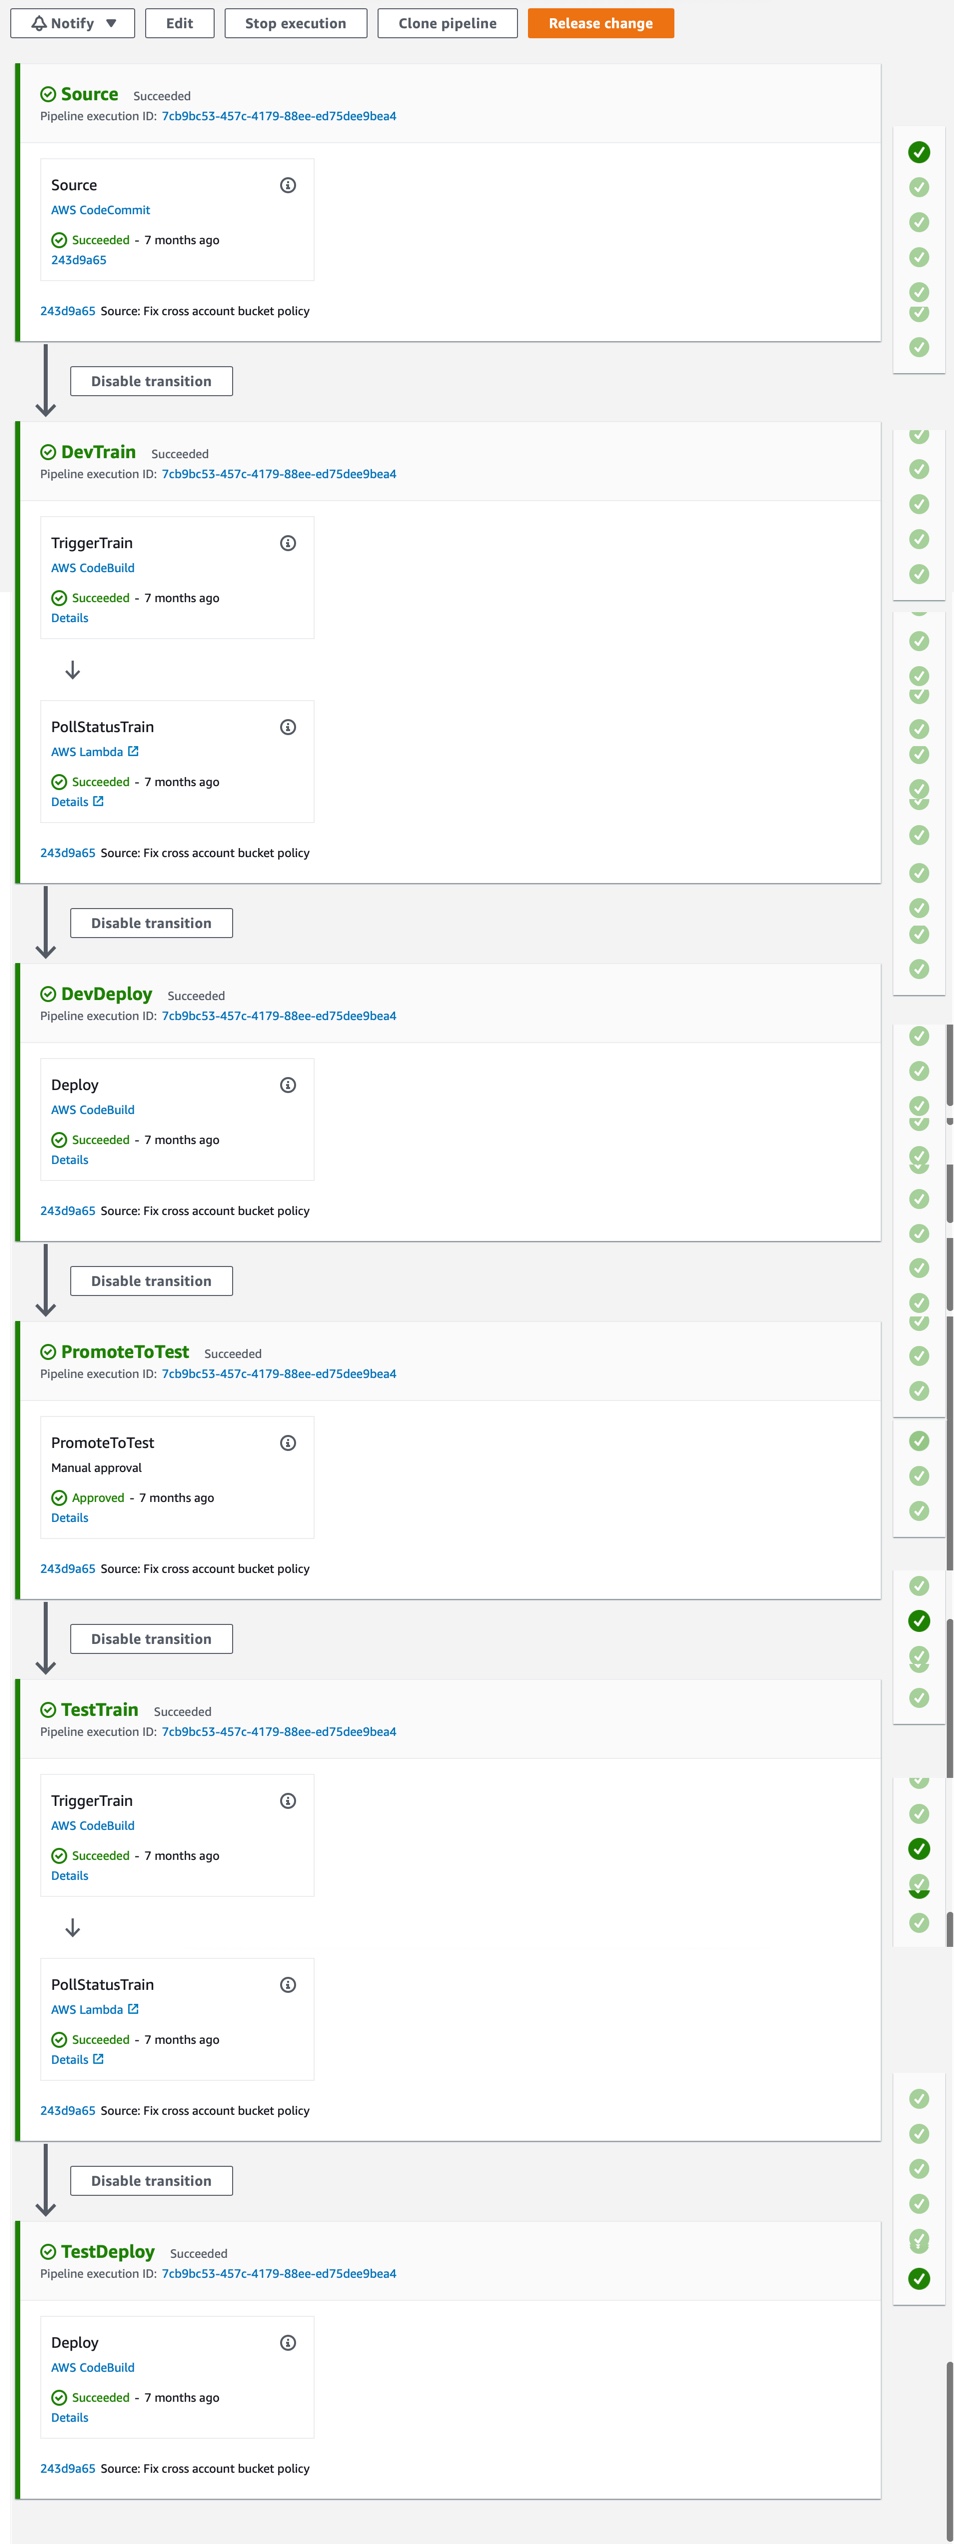 Notify Edit Stop execution Clone pipeline Release change
Source Succeeded
Pipeline execution ID: 7cb9bc53-457c-4179-88ee-ed75dee9bea4
Source
AWS CodeCommit
Succeeded - 7 months ago
243d9a65
243d9a65 Source: Fix cross account bucket policy
Disable transition
DevTrain Succeeded
Pipeline execution ID: 7cb9bc53-457c-4179-88ee-ed75dee9bea4
TriggerTrain
AWS CodeBuild
Succeeded - 7 months ago
Details
PollStatusTrain
AWS Lambda
Succeeded - 7 months ago
Details
243d9a65 Source: Fix cross account bucket policy
Disable transition
DevDeploy Succeeded
Pipeline execution ID: 7cb9bc53-457c-4179-88ee-ed75dee9bea4
Deploy
AWS CodeBuild
Succeeded - 7 months ago
Details
243d9a65 Source: Fix cross account bucket policy
Disable transition
PromoteToTest Succeeded
Pipeline execution ID: 7cb9bc53-457c-4179-88ee-ed75dee9bea4
PromoteToTest
Manual approval
Approved - 7 months ago
Details
243d9a65 Source: Fix cross account bucket policy
Disable transition
TestTrain Succeeded
Pipeline execution ID: 7cb9bc53-457c-4179-88ee-ed75dee9bea4
TriggerTrain
AWS CodeBuild
Succeeded - 7 months ago
Details
PollStatusTrain
AWS Lambda
Succeeded - 7 months ago
Details
243d9a65 Source: Fix cross account bucket policy
Disable transition
TestDeploy Succeeded
Pipeline execution ID: 7cb9bc53-457c-4179-88ee-ed75dee9bea4
Deploy
AWS CodeBuild
Succeeded - 7 months ago
Details
243d9a65 Source: Fix cross account bucket policy